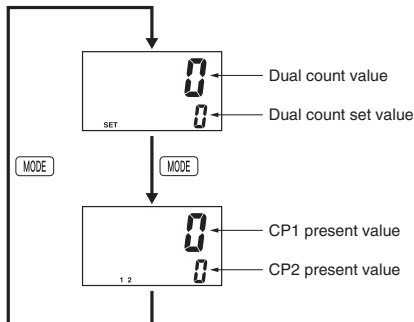 0
Dual count value
0
Dual count set value
SET
MODE
MODE
0
CP1 present value
0
CP2 present value
1 2